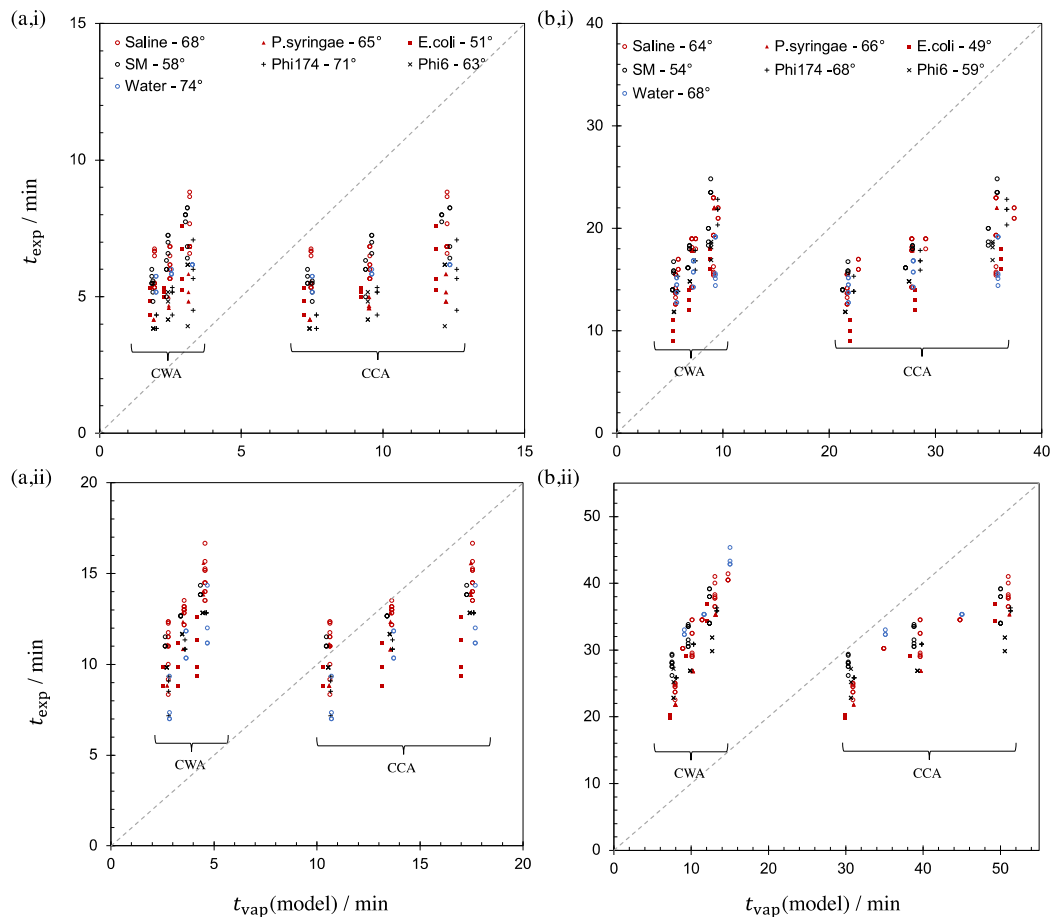 (a,i)
15
Saline - 68° P.syringae - 65° E.coli - 51°
SM - 58° Phi174 - 71° Phi6 - 63°
Water - 74°
10
t_exp / min
5
CWA CCA
0
0 5 10 15
(b,i)
40
Saline - 64° P.syringae - 66° E.coli - 49°
SM - 54° Phi174 -68° Phi6 - 59°
Water - 68°
30
20
10
CWA CCA
0
0 10 20 30 40
(a,ii)
20
15
t_exp / min
10
5
CWA CCA
0
0 5 10 15 20
t_vap(model) / min
(b,ii)
50
40
30
20
CWA CCA
10
0
0 10 20 30 40 50
t_vap(model) / min